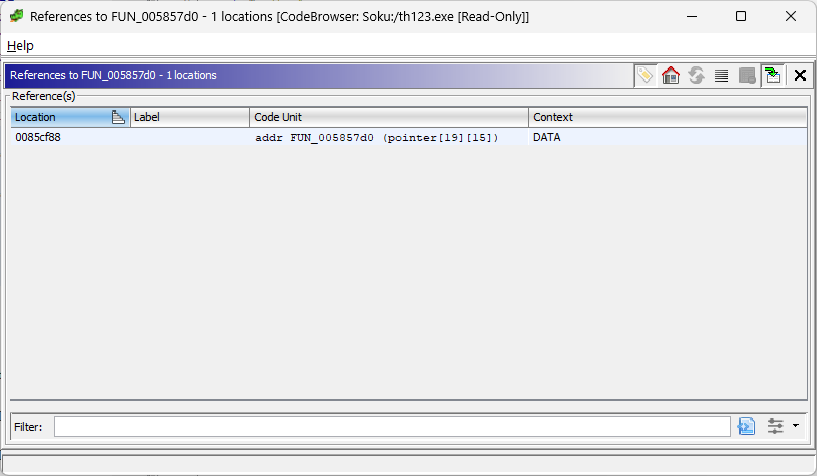 References to FUN_005857d0 - 1 locations [CodeBrowser: Soku:/th123.exe [Read-Only]]
Help
References to FUN_005857d0 - 1 locations
Reference(s)
Location Label Code Unit Context
0085cf88 addr FUN_005857d0 (pointer[19][15]) DATA
Filter: